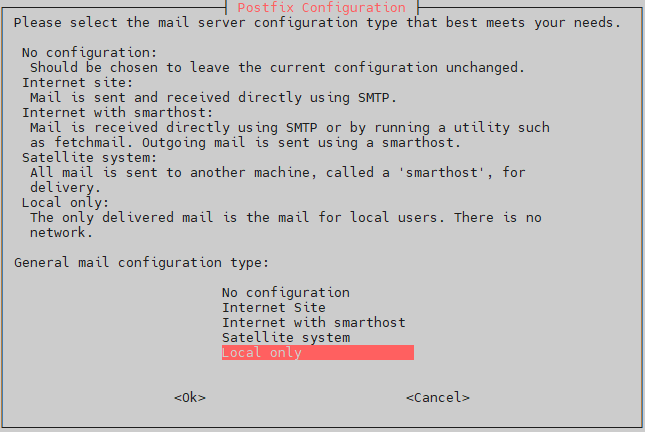 Postfix Configuration
Please select the mail server configuration type that best meets your needs.
No configuration:
Should be chosen to leave the current configuration unchanged.
Internet site:
Mail is sent and received directly using SMTP.
Internet with smarthost:
Mail is received directly using SMTP or by running a utility such
as fetchmail. Outgoing mail is sent using a smarthost.
Satellite system:
All mail is sent to another machine, called a 'smarthost', for
delivery.
Local only:
The only delivered mail is the mail for local users. There is no
network.
General mail configuration type:
No configuration
Internet Site
Internet with smarthost
Satellite system
Local only
<Ok> <Cancel>